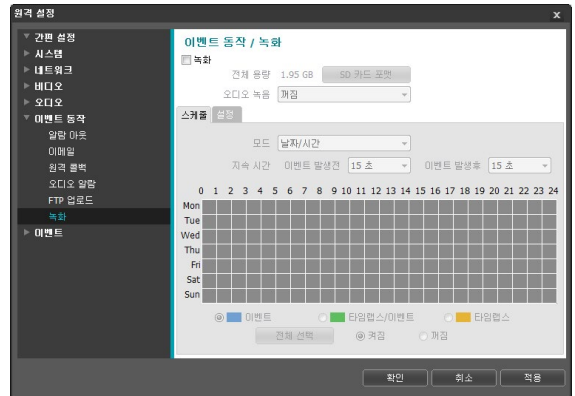 원격 설정
x
간편 설정
시스템
네트워크
비디오
오디오
이벤트 동작
알람 아웃
이메일
원격 콜백
오디오 알람
FTP 업로드
녹화
이벤트
이벤트 동작 / 녹화
녹화
전체 용량 1.95 GB SD 카드 포맷
오디오 녹음 꺼짐
스케줄 설정
모드 날짜/시간
지속 시간 이벤트 발생전 15 초 이벤트 발생후 15 초
0 1 2 3 4 5 6 7 8 9 10 11 12 13 14 15 16 17 18 19 20 21 22 23 24
Mon
Tue
Wed
Thu
Fri
Sat
Sun
이벤트 타임랩스/이벤트 타임랩스
전체 선택 켜짐 꺼짐
확인 취소 적용